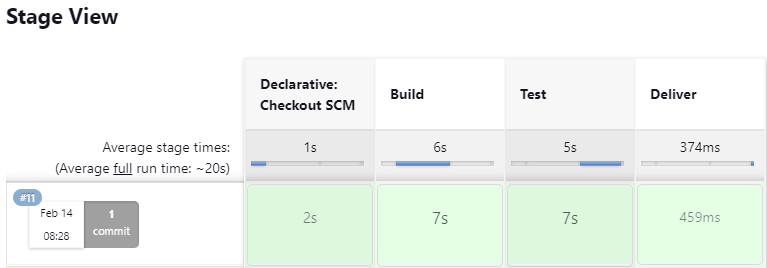 Stage View
Declarative:
Checkout SCM
Build
Test
Deliver
Average stage times:
(Average full run time: ~20s)
1s
6s
5s
374ms
#11
Feb 14
08:28
1
commit
2s
7s
7s
459ms